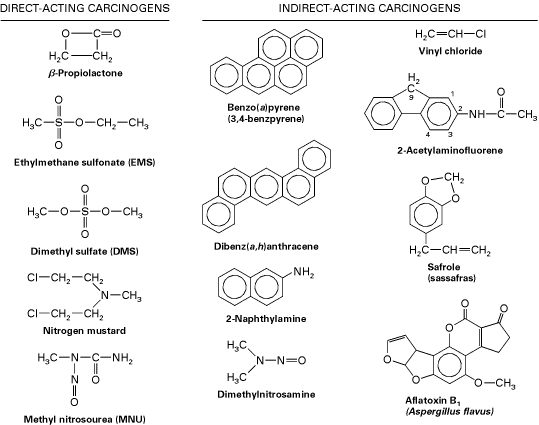 DIRECT-ACTING CARCINOGENS
O C=O
H₂C—CH₂
β-Propiolactone
O
H₃C—S—O—CH₂—CH₃
O
Ethylmethane sulfonate (EMS)
O
H₃C—O—S—O—CH₃
O
Dimethyl sulfate (DMS)
Cl—CH₂—CH₂
N—CH₃
Cl—CH₂—CH₂
Nitrogen mustard
H₃C—N—C—NH₂
N O
O
Methyl nitrosourea (MNU)
INDIRECT-ACTING CARCINOGENS
Benzo(a)pyrene
(3,4-benzpyrene)
Dibenz(a,h)anthracene
NH₂
2-Naphthylamine
H₃C
N—N=O
H₃C
Dimethylnitrosamine
H₂C=CH—Cl
Vinyl chloride
H₂
C O
9 1
2 NH—C—CH₃
4 3
2-Acetylaminofluorene
O—CH₂
O
H₂C—CH=CH₂
Safrole
(sassafras)
O O
O
O
O O—CH₃
Aflatoxin B₁
(Aspergillus flavus)